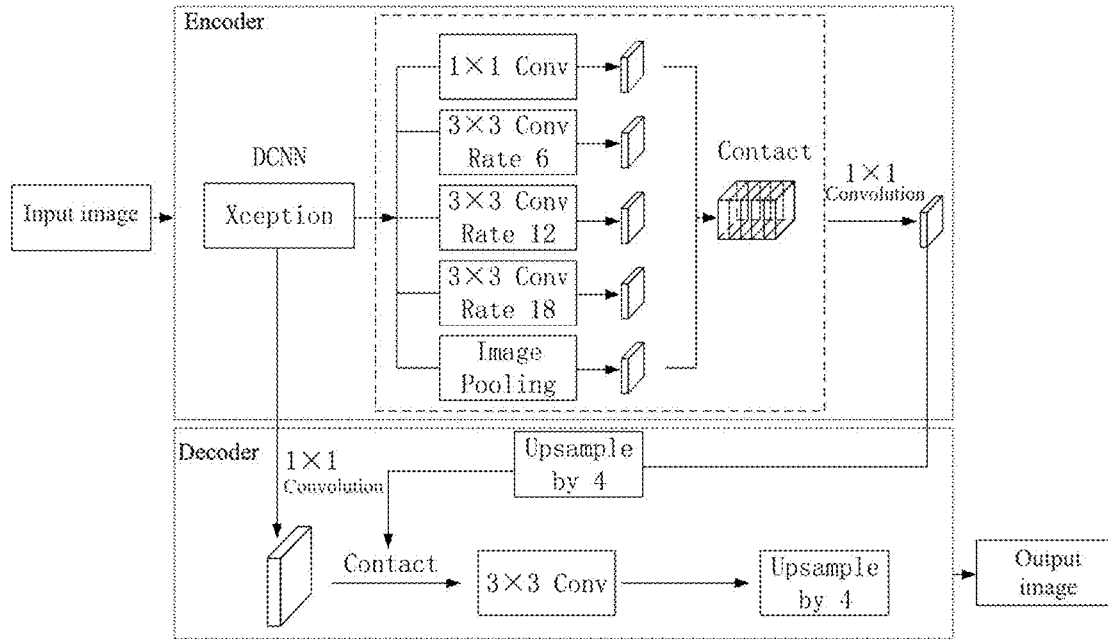 Encoder
1×1 Conv
3×3 Conv
Rate 6
3×3 Conv
Rate 12
3×3 Conv
Rate 18
Image
Pooling
DCNN
Xception
Input image
Contact
1×1
Convolution
Decoder
1×1
Convolution
Upsample
by 4
Contact
3×3 Conv
Upsample
by 4
Output
image